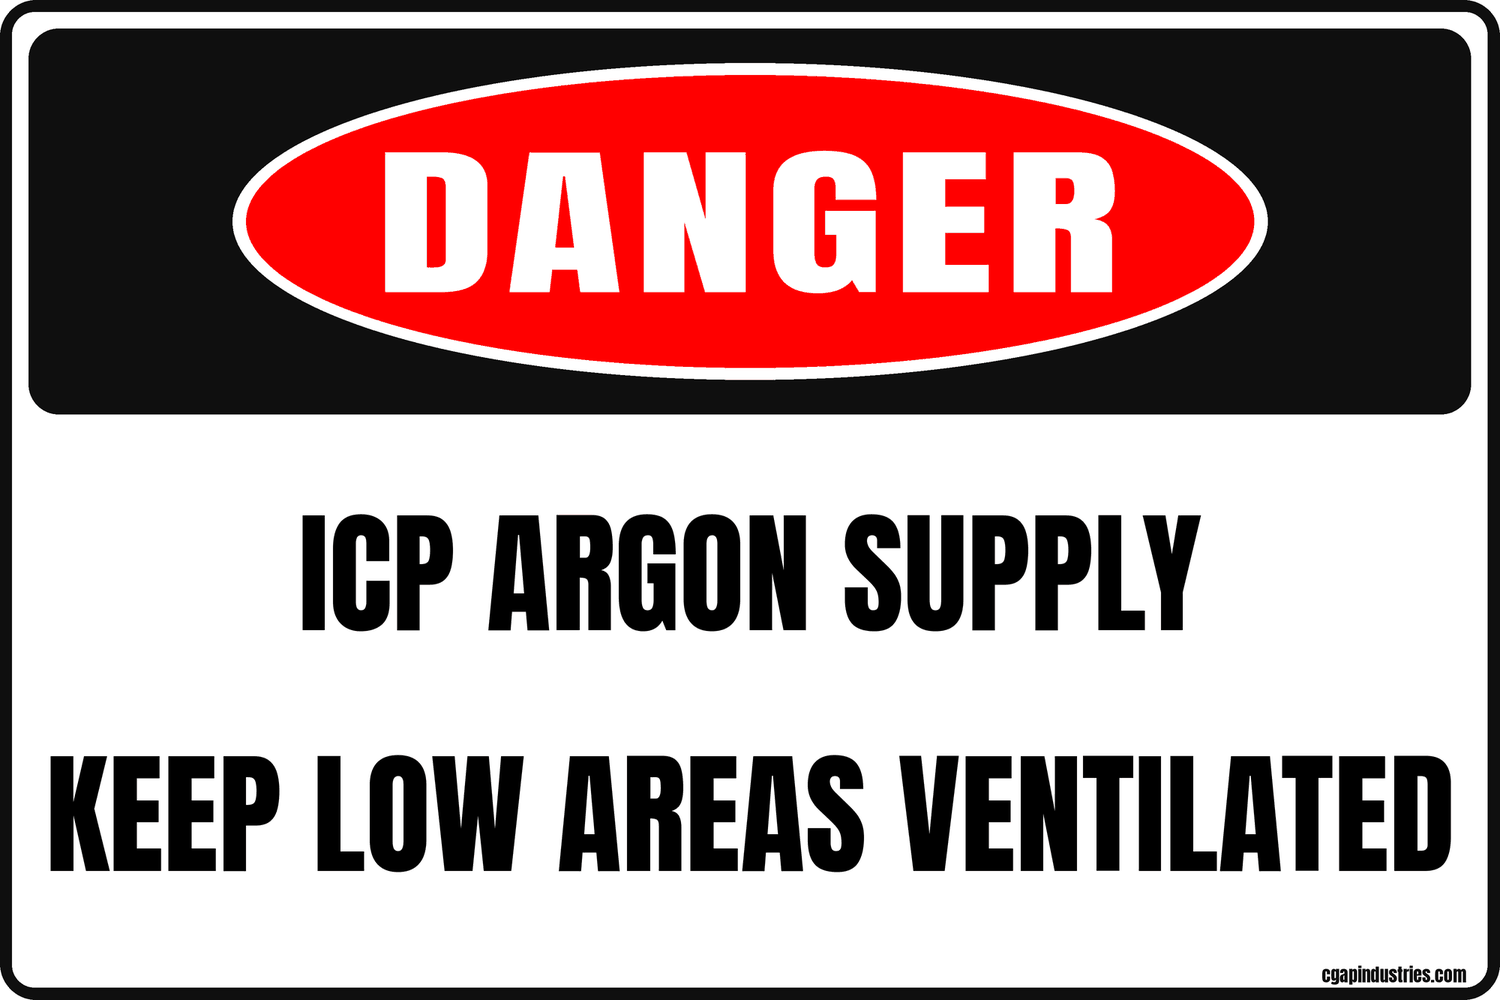 DANGER
ICP ARGON SUPPLY
KEEP LOW AREAS VENTILATED
cgapindustries.com